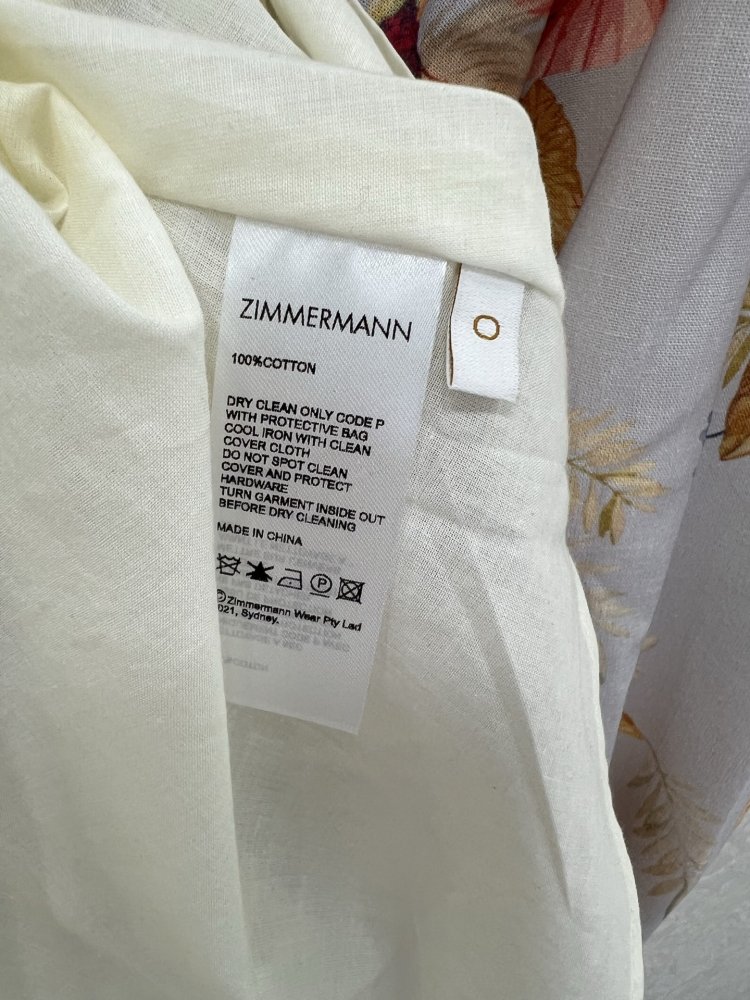 ZIMMERMANN
0
100%COTTON
DRY CLEAN ONLY CODE P
WITH PROTECTIVE BAG
COOL IRON WITH CLEAN
COVER CLOTH
DO NOT SPOT CLEAN
COVER AND PROTECT
HARDWARE
TURN GARMENT INSIDE OUT
BEFORE DRY CLEANING
MADE IN CHINA
P
©Zimmermann Wear Pty Lad
021, Sydney.